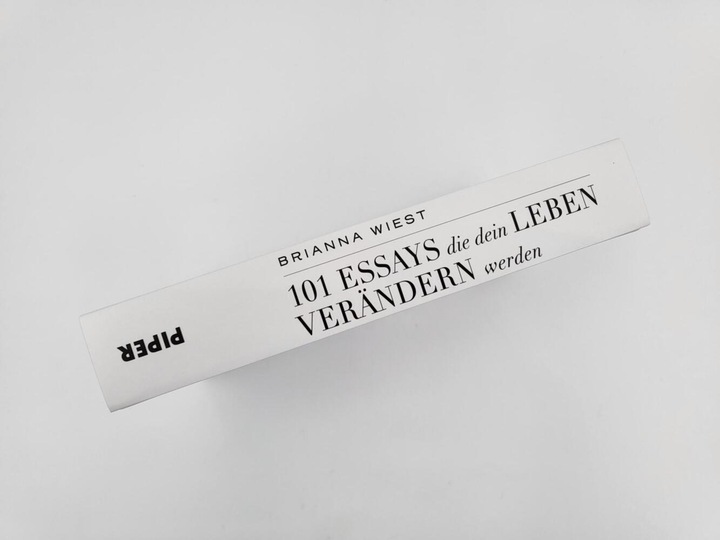 BRIANNA WIEST
101 ESSAYS die dein LEBEN
VERÄNDERN werden
PIPER